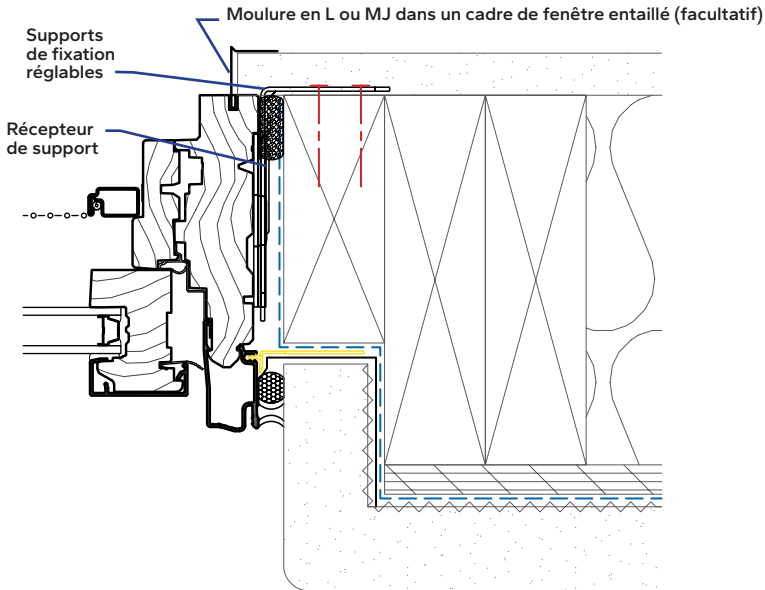 Moulure en L ou MJ dans un cadre de fenêtre entaillé (facultatif)
Supports
de fixation
réglables
Récepteur
de support